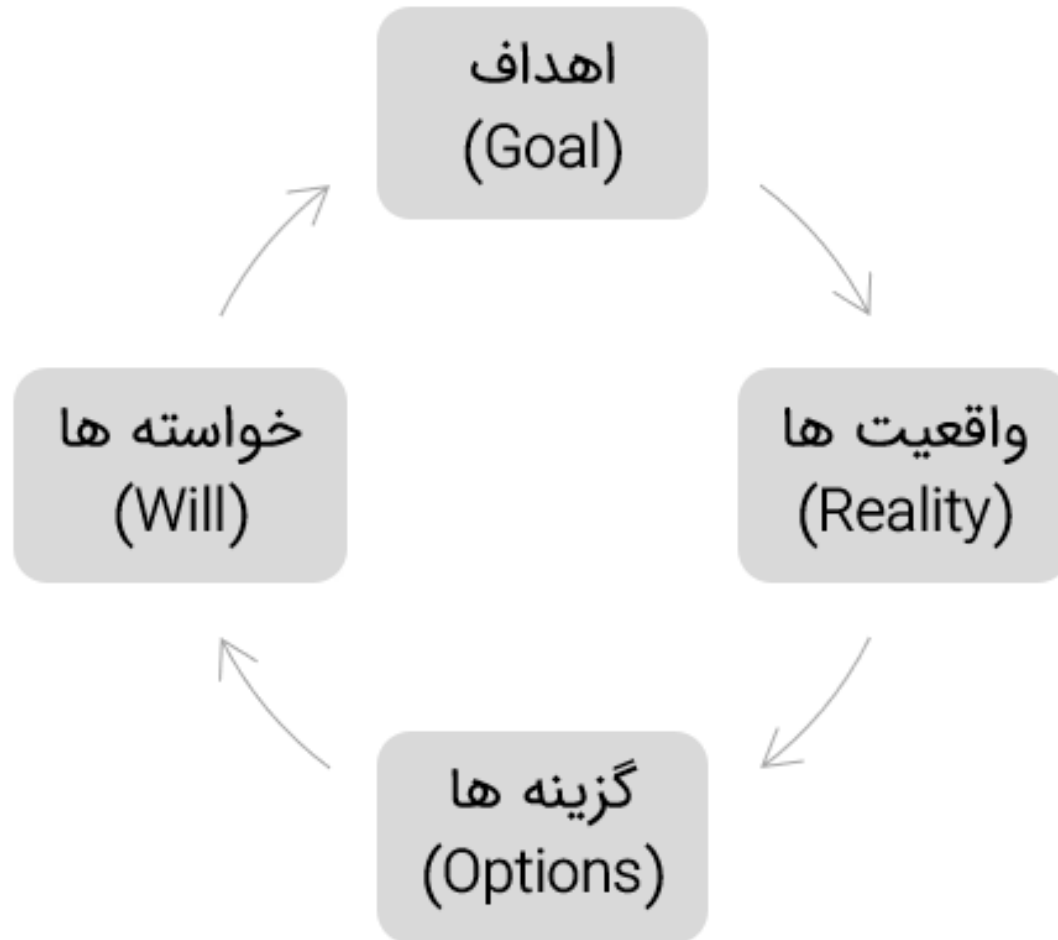 اهداف
(Goal)
واقعیت ها
(Reality)
گزینه ها
(Options)
خواسته ها
(Will)